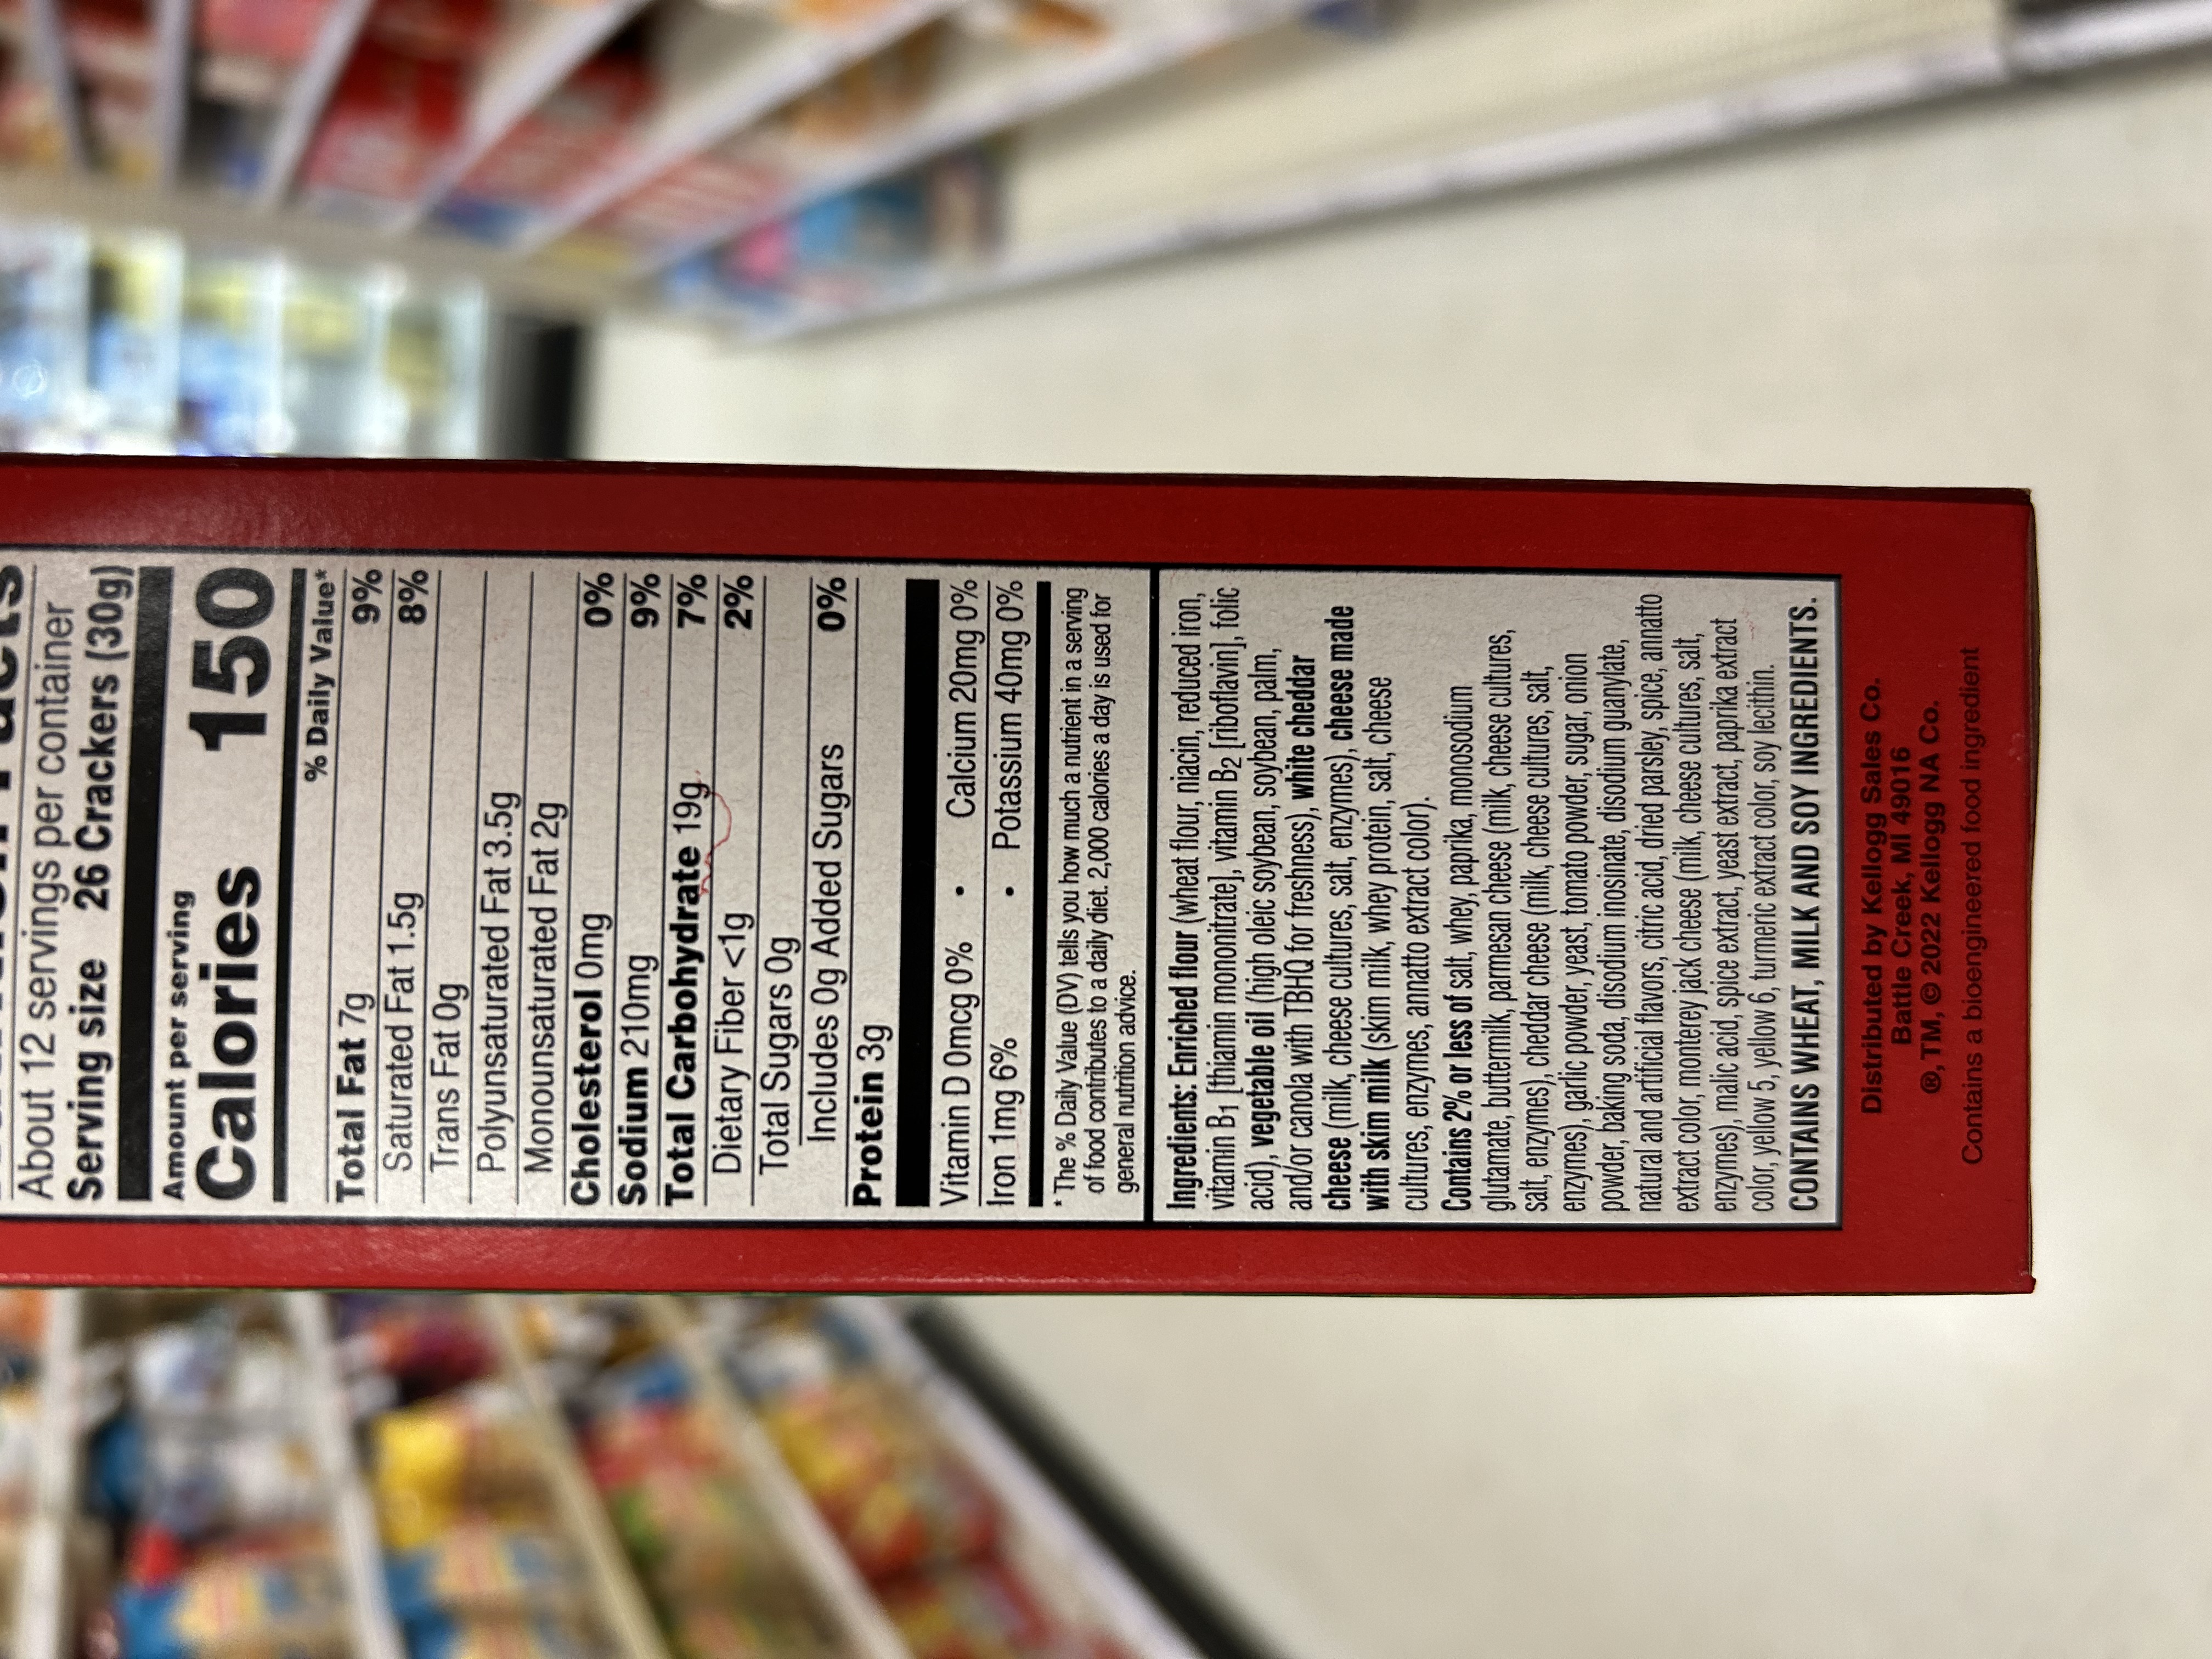 Nutrition Facts
About 12 servings per container
Serving size 26 Crackers (30g)
Amount per serving
Calories 150
% Daily Value*
Total Fat 7g 9%
Saturated Fat 1.5g 8%
Trans Fat 0g
Polyunsaturated Fat 3.5g
Monounsaturated Fat 2g
Cholesterol 0mg 0%
Sodium 210mg 9%
Total Carbohydrate 19g 7%
Dietary Fiber <1g 2%
Total Sugars 0g
Includes 0g Added Sugars 0%
Protein 3g
Vitamin D 0mcg 0% • Calcium 20mg 0%
Iron 1mg 6% • Potassium 40mg 0%
* The % Daily Value (DV) tells you how much a nutrient in a serving
of food contributes to a daily diet. 2,000 calories a day is used for
general nutrition advice.
Ingredients: Enriched flour (wheat flour, niacin, reduced iron,
vitamin B1 [thiamin mononitrate], vitamin B2 [riboflavin], folic
acid), vegetable oil (high oleic soybean, soybean, palm,
and/or canola with TBHQ for freshness), white cheddar
cheese (milk, cheese cultures, salt, enzymes), cheese made
with skim milk (skim milk, whey protein, salt, cheese
cultures, enzymes, annatto extract color).
Contains 2% or less of salt, whey, paprika, monosodium
glutamate, buttermilk, parmesan cheese (milk, cheese cultures,
salt, enzymes), cheddar cheese (milk, cheese cultures, salt,
enzymes), garlic powder, yeast, tomato powder, sugar, onion
powder, baking soda, disodium inosinate, disodium guanylate,
natural and artificial flavors, citric acid, dried parsley, spice, annatto
extract color, monterey jack cheese (milk, cheese cultures, salt,
enzymes), malic acid, spice extract, yeast extract, paprika extract
color, yellow 5, yellow 6, turmeric extract color, soy lecithin.
CONTAINS WHEAT, MILK AND SOY INGREDIENTS.
Distributed by Kellogg Sales Co.
Battle Creek, MI 49016
®, TM, © 2022 Kellogg NA Co.
Contains a bioengineered food ingredient